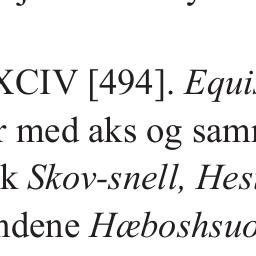 XCIV [494]. Equis
r med aks og samm
k Skov-snell, Hest
ndene Hæboshsuo